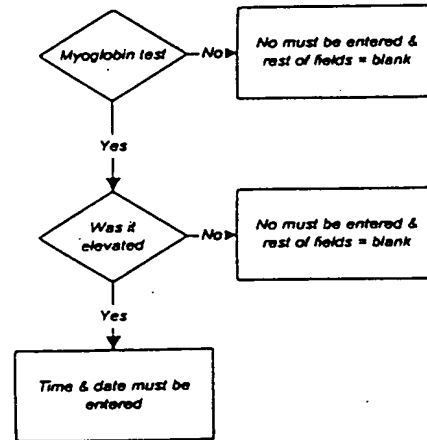 Myoglobin test
No
No must be entered &
rest of fields = blank
Yes
Was it
elevated
No
No must be entered &
rest of fields = blank
Yes
Time & date must be
entered